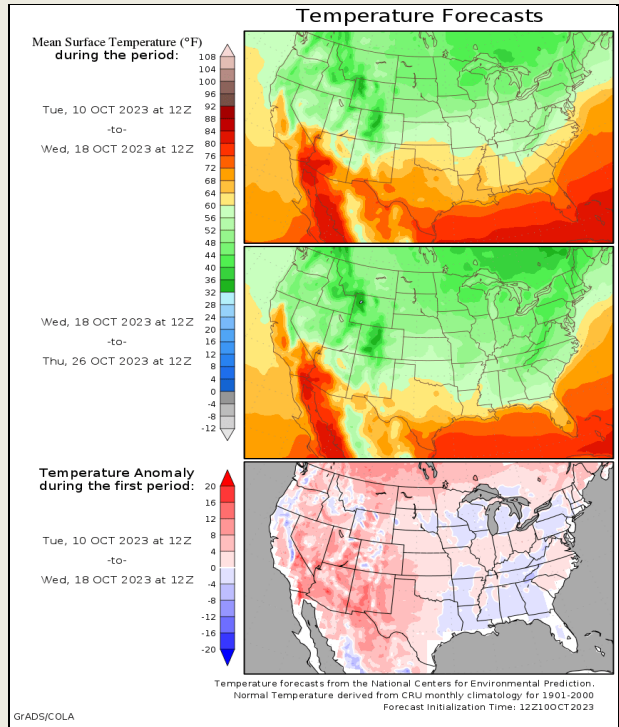 Temperature Forecasts
Mean Surface Temperature (°F)
during the period:
108
104
100
96
92
88
84
80
76
72
68
64
60
56
52
48
44
40
36
32
28
24
20
16
12
8
4
0
-4
-8
-12
Tue, 10 OCT 2023 at 12Z
-to-
Wed, 18 OCT 2023 at 12Z
Wed, 18 OCT 2023 at 12Z
-to-
Thu, 26 OCT 2023 at 12Z
Temperature Anomaly
during the first period:
20
16
12
8
4
0
-4
-8
-12
-16
-20
Tue, 10 OCT 2023 at 12Z
-to-
Wed, 18 OCT 2023 at 12Z
Temperature forecasts from the National Centers for Environmental Prediction.
Normal Temperature derived from CRU monthly climatology for 1901-2000
Forecast Initialization Time: 12Z10OCT2023
GrADS/COLA